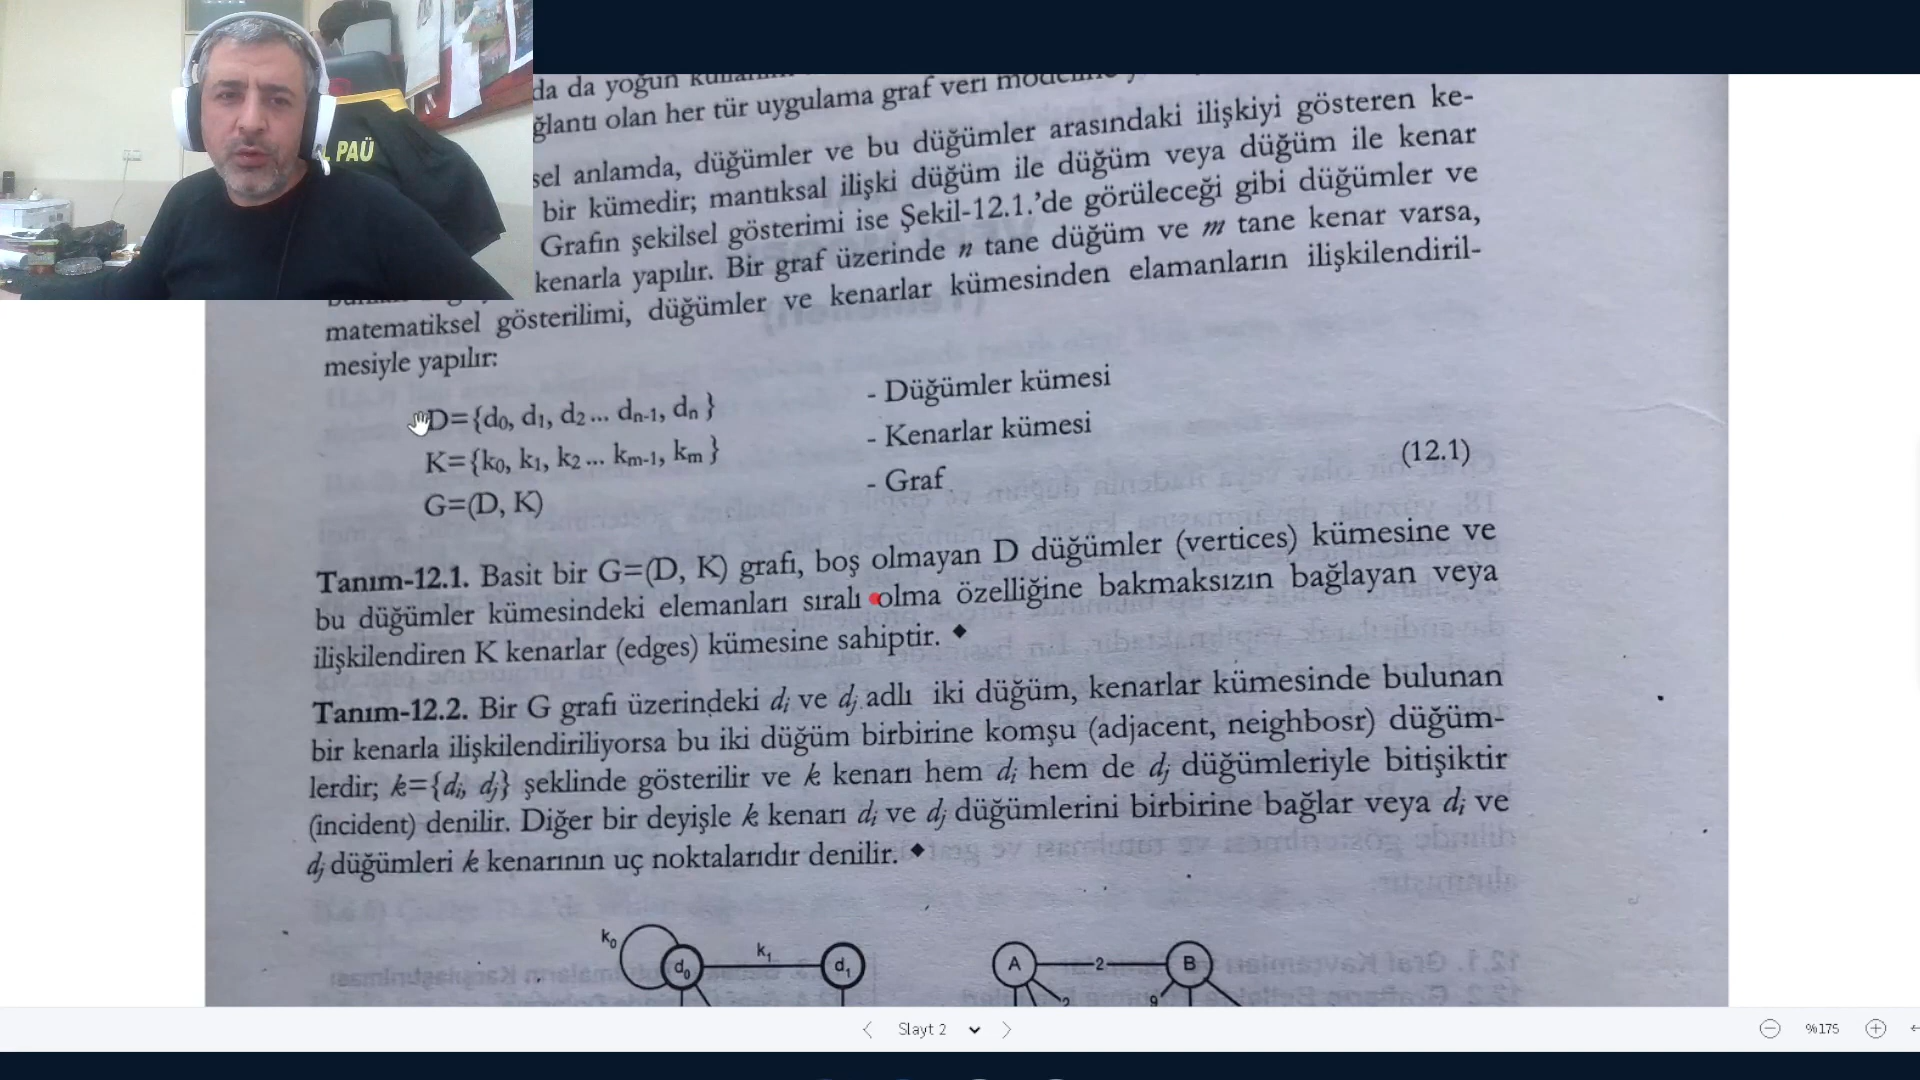 PAÜ
da da yoğun
ğlantı olan her tür uygulama graf veri
sel anlamda, düğümler ve bu düğümler arasındaki ilişkiyi gösteren ke-
bir kümedir; mantıksal ilişki düğüm ile düğüm veya düğüm ile kenar
Grafın şekilsel gösterimi ise Şekil-12.1.'de görüleceği gibi düğümler ve
kenarla yapılır. Bir graf üzerinde n tane düğüm ve m tane kenar varsa,
matematiksel gösterilimi, düğümler ve kenarlar kümesinden elamanların ilişkilendiril-
mesiyle yapılır:
D={d0, d1, d2 ... dn-1, dn } - Düğümler kümesi
K={k0, k1, k2 ... km-1, km } - Kenarlar kümesi
(12.1)
G=(D, K) - Graf
Tanım-12.1. Basit bir G=(D, K) grafı, boş olmayan D düğümler (vertices) kümesine ve
bu düğümler kümesindeki elemanları sıralı olma özelliğine bakmaksızın bağlayan veya
ilişkilendiren K kenarlar (edges) kümesine sahiptir. ◆
Tanım-12.2. Bir G grafı üzerindeki di ve dj adlı iki düğüm, kenarlar kümesinde bulunan
bir kenarla ilişkilendiriliyorsa bu iki düğüm birbirine komşu (adjacent, neighbosr) düğüm-
lerdir; k={di, dj} şeklinde gösterilir ve k kenarı hem di hem de dj düğümleriyle bitişiktir
(incident) denilir. Diğer bir deyişle k kenarı di ve dj düğümlerini birbirine bağlar veya di ve
dj düğümleri k kenarının uç noktalarıdır denilir. ◆
k0 d0 k1 d1 A 2 B
Slayt 2
%175